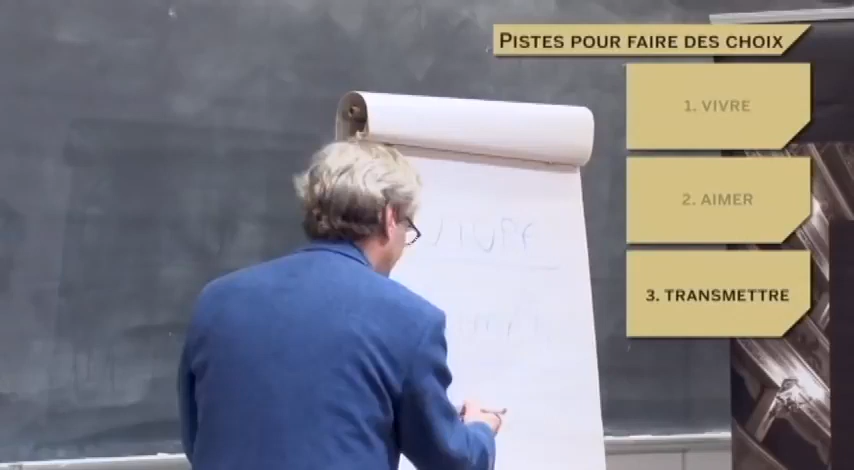 PISTES POUR FAIRE DES CHOIX
1. VIVRE
2. AIMER
3. TRANSMETTRE
VIVRE